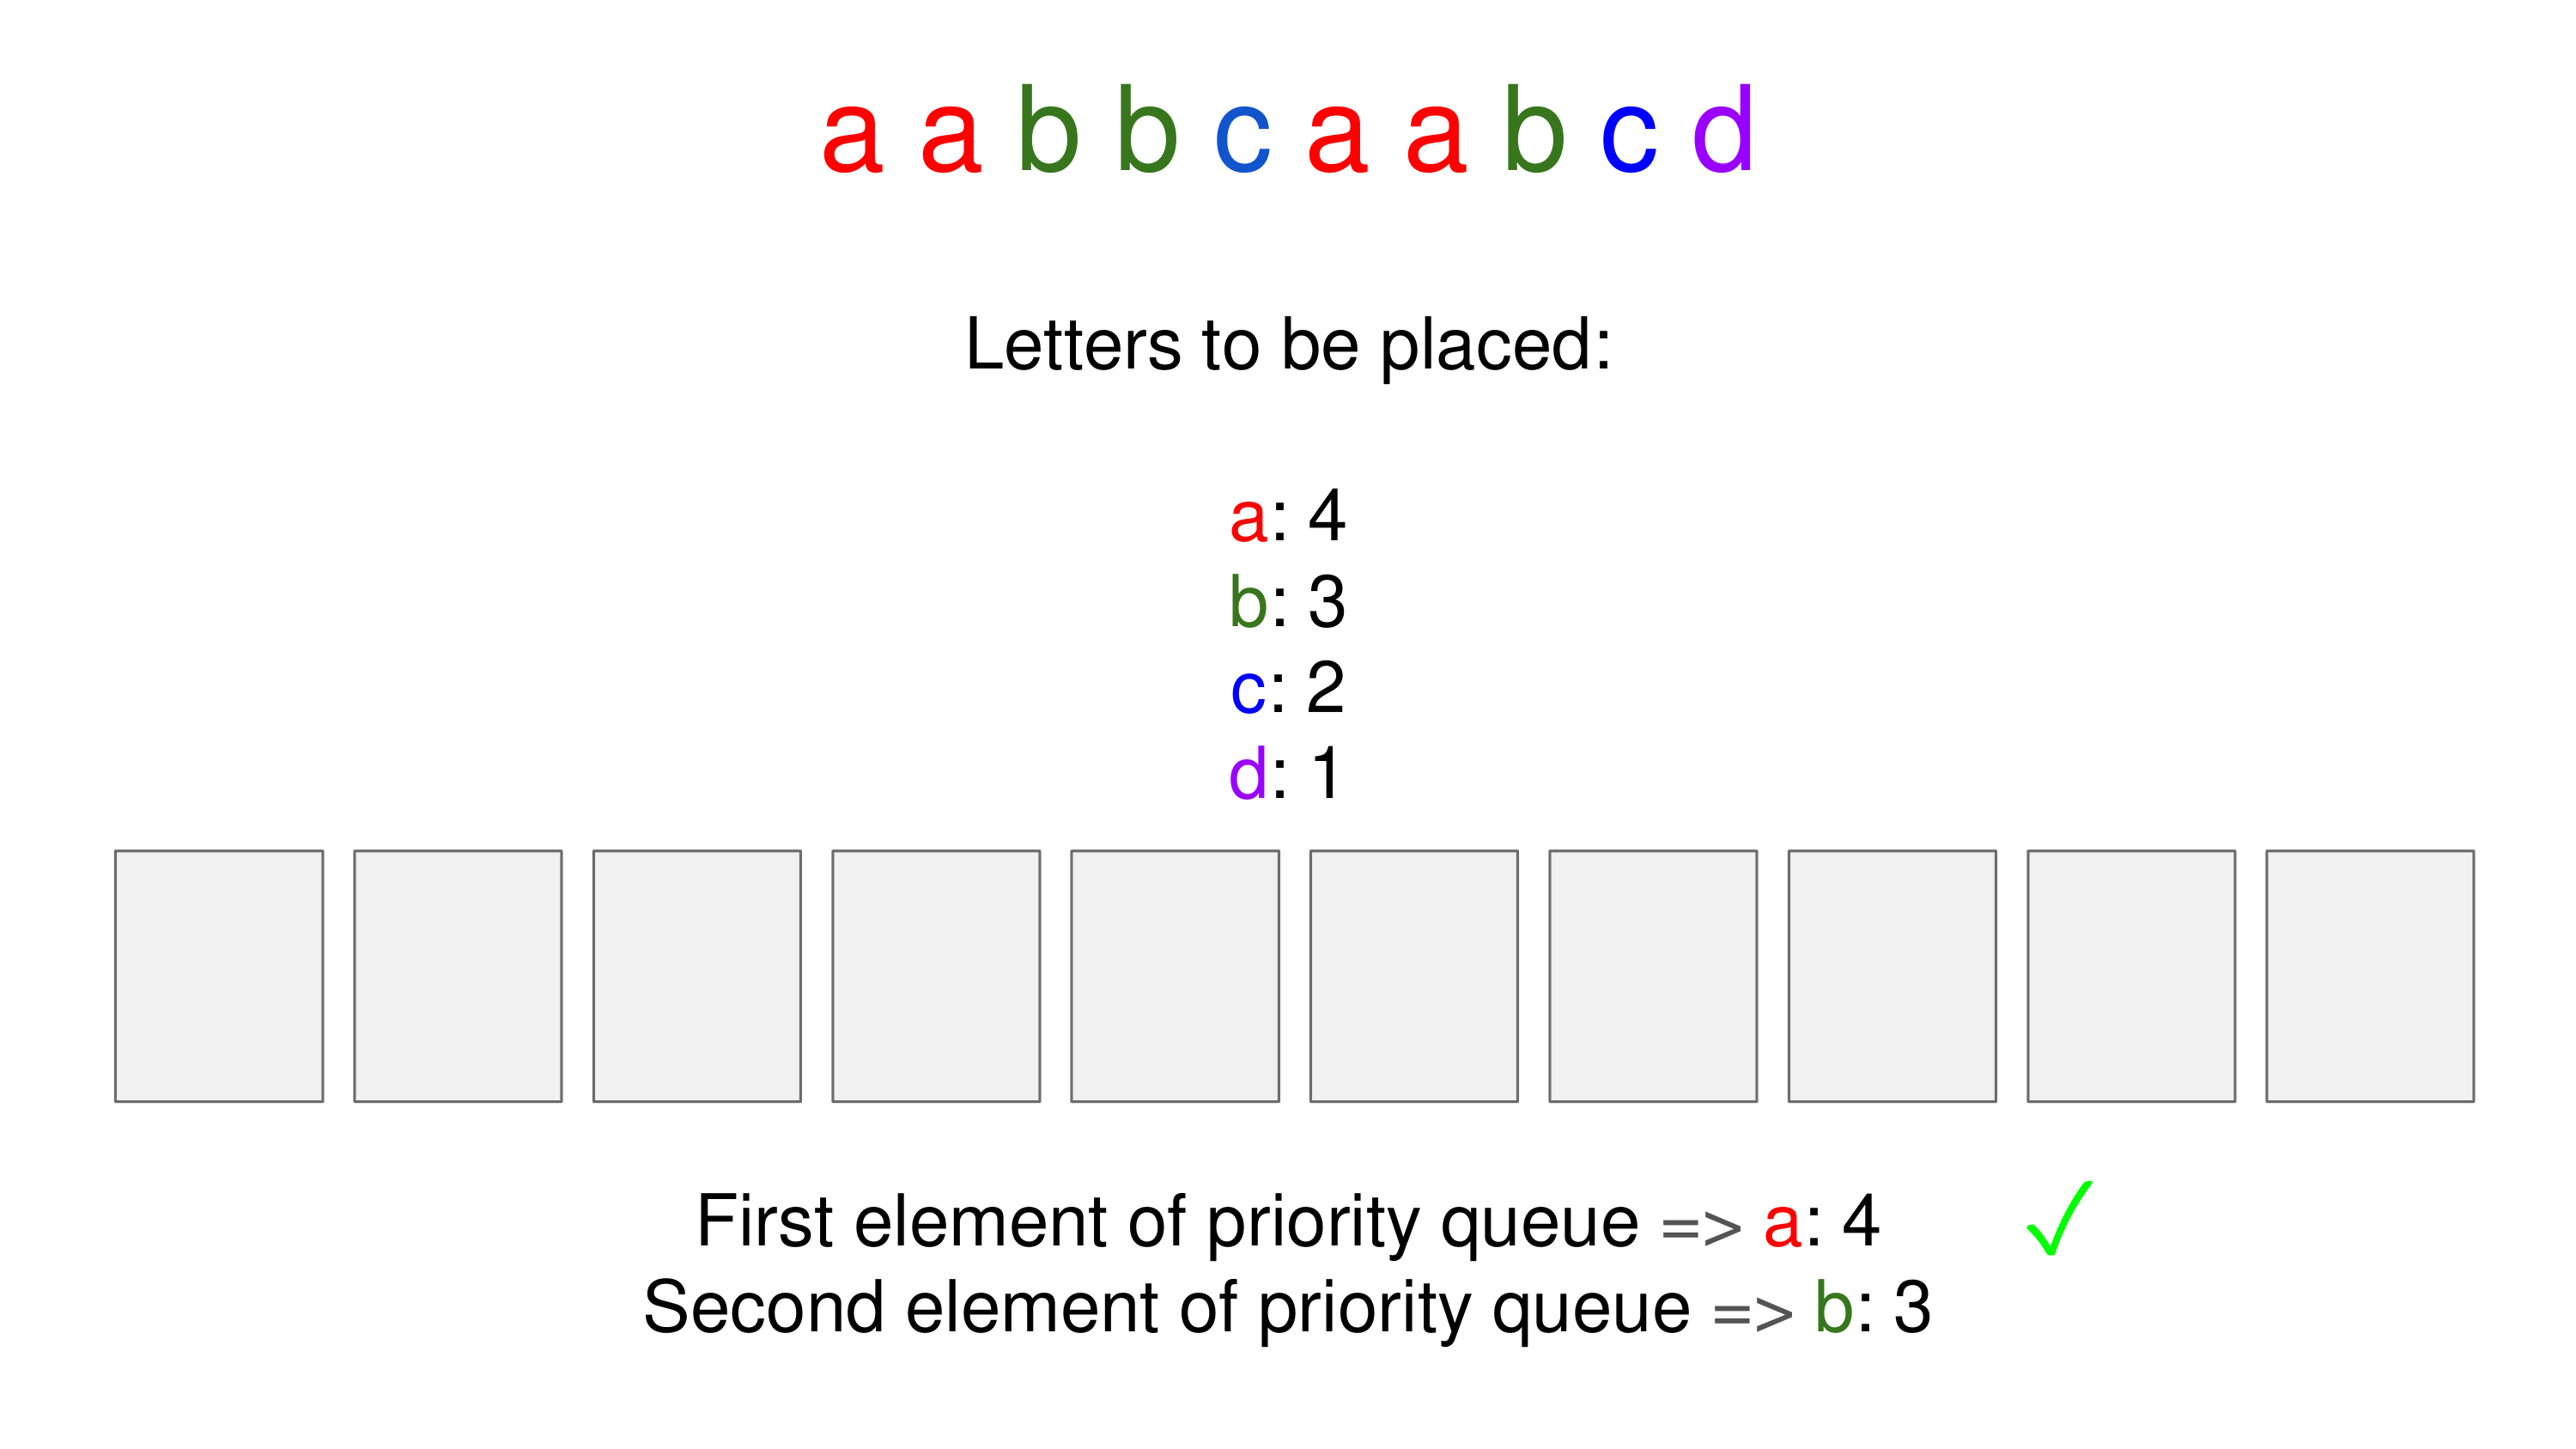 a a b b c a a b c d
Letters to be placed:
a: 4
b: 3
c: 2
d: 1
First element of priority queue => a: 4 ✓
Second element of priority queue => b: 3